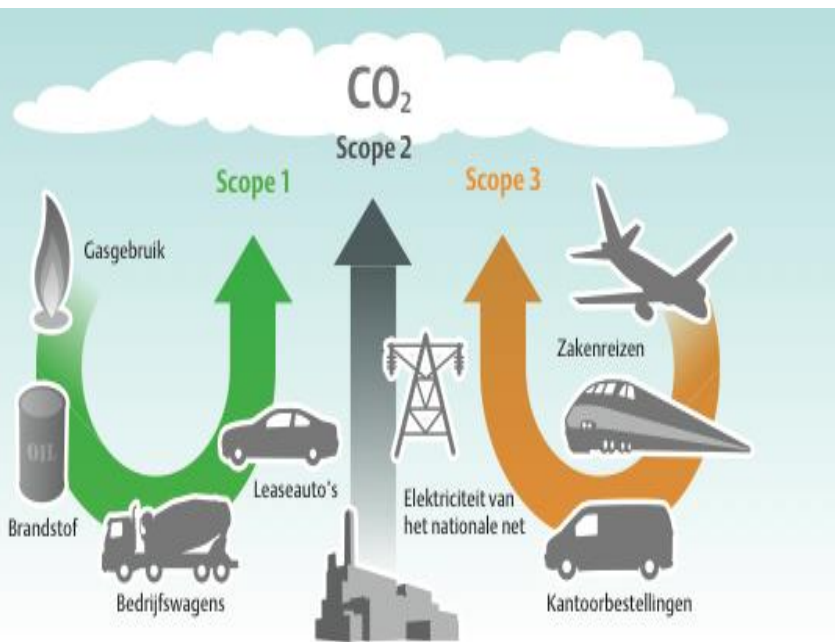 CO₂
Scope 2
Scope 1
Scope 3
Gasgebruik
Zakenreizen
OIL
Leaseauto's
Elektriciteit van
het nationale net
Brandstof
Bedrijfswagens
Kantoorbestellingen